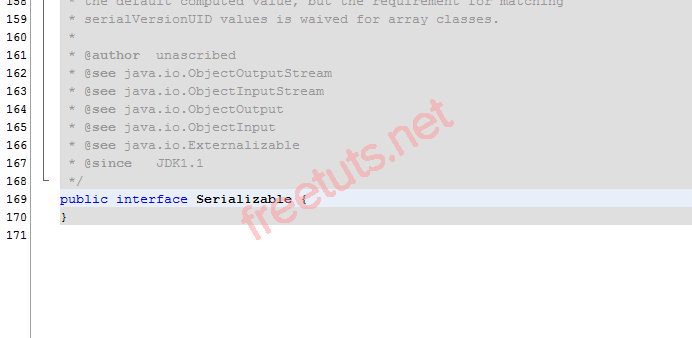 158 * the default computed value, but the requirement for matching
159 * serialVersionUID values is waived for array classes.
160 *
161 * @author  unascribed
162 * @see java.io.ObjectOutputStream
163 * @see java.io.ObjectInputStream
164 * @see java.io.ObjectOutput
165 * @see java.io.ObjectInput
166 * @see java.io.Externalizable
167 * @since   JDK1.1
168 */
169 public interface Serializable {
170 }
171
freetuts.net